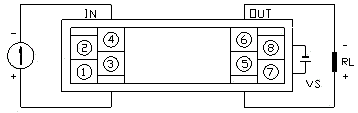 IN OUT
- 4 6 -
2 8
3 5 RL
+ 1 7 +
VS